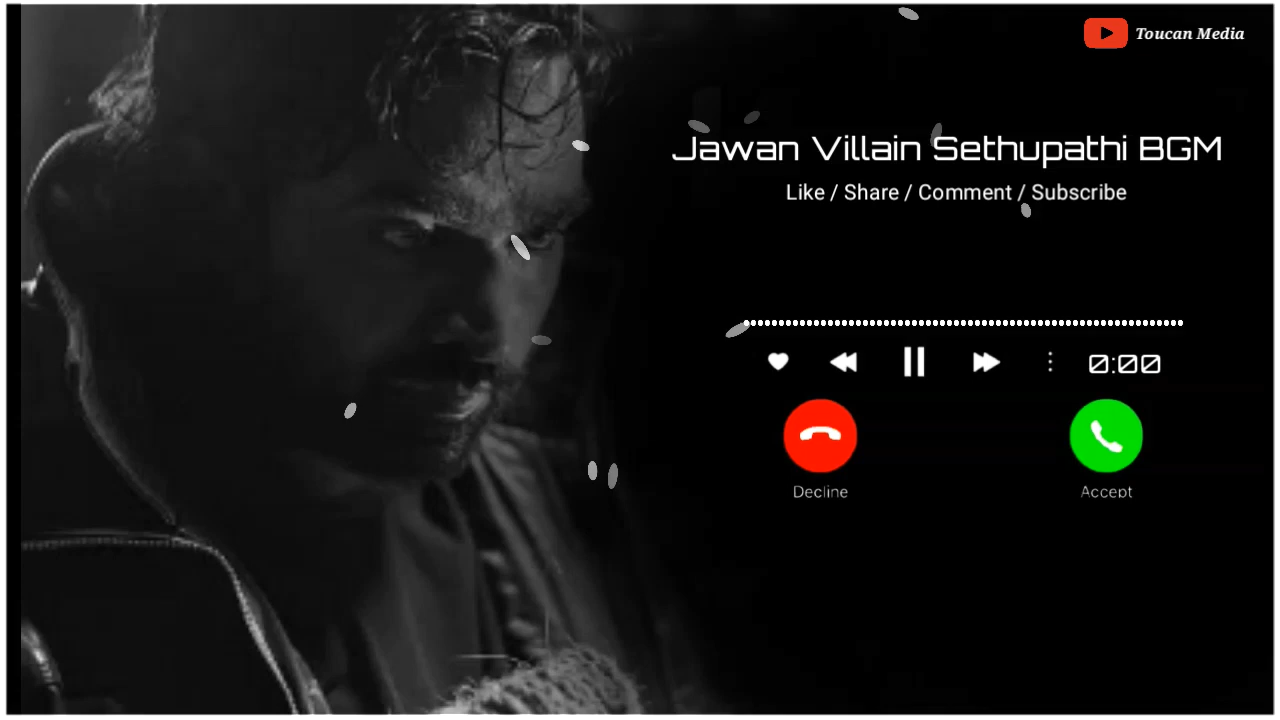 Toucan Media
Jawan Villain Sethupathi BGM
Like / Share / Comment / Subscribe
0:00
Decline
Accept